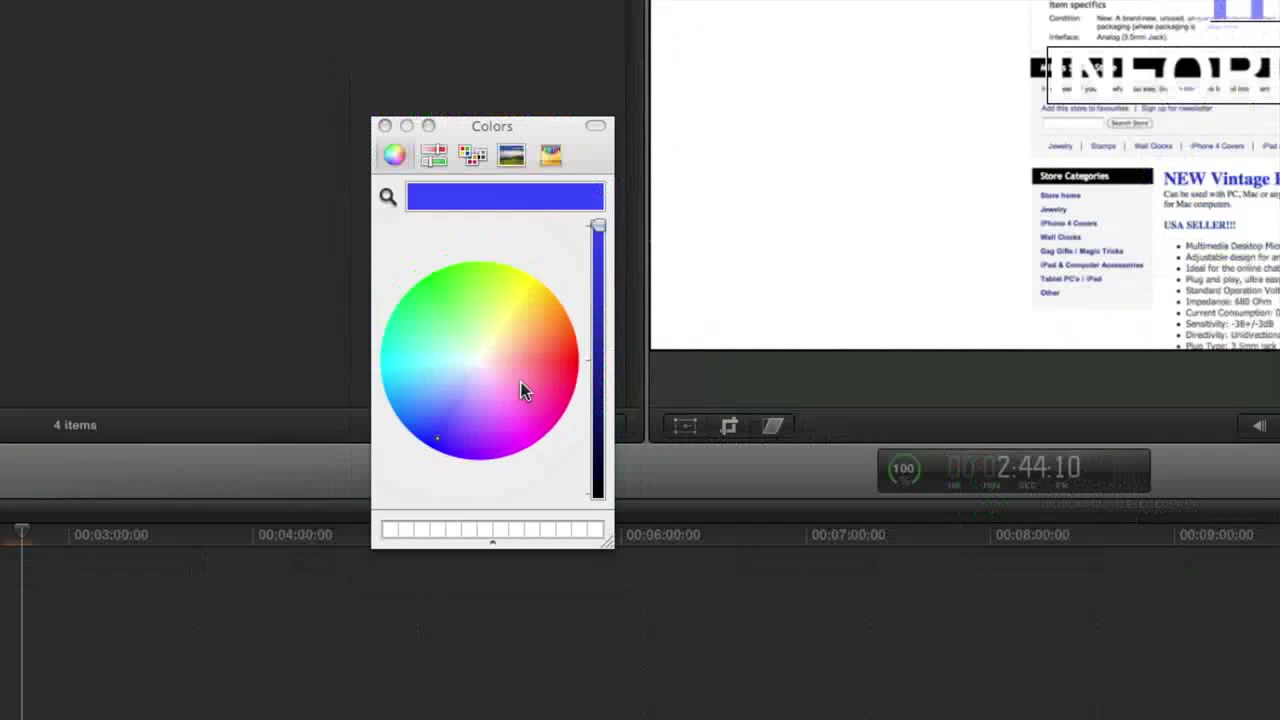 Item specifics
Condition: New: A brand-new, unused,
packaging (where packaging is
Interface: Analog (3.5mm Jack)
Add this store to favourites | Sign up for newsletter
Search Store
Jewelry | Stamps | Wall Clocks | iPhone 4 Covers | iPad
Store Categories
Store home
Jewelry
iPhone 4 Covers
Wall Clocks
Gag Gifts / Magic Tricks
iPad & Computer Accessories
Tablet PC's / iPad
Other
NEW Vintage
Can be used with PC, Mac or any
for Mac computers.
USA SELLER!!!
Multimedia Desktop Mic
Adjustable design for an
Ideal for the online chat
Plug and play, ultra easy
Standard Operation Volt
Impedance: 680 Ohm
Current Consumption: 0
Sensitivity: -38+/-3dB
Directivity: Unidirectional
Plug Type: 3.5mm jack
Colors
4 items
100
%
00:02:44:10
HR MIN SEC FR
00:03:00:00 00:04:00:00 00:06:00:00 00:07:00:00 00:08:00:00 00:09:00:00